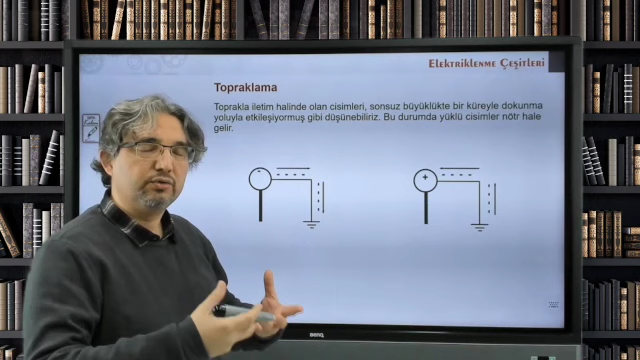 Elektriklenme Çeşitleri
Topraklama
Toprakla iletim halinde olan cisimleri, sonsuz büyüklükte bir küreyle dokunma
yoluyla etkileşiyormuş gibi düşünebiliriz. Bu durumda yüklü cisimler nötr hale
gelir.
- +
BenQ